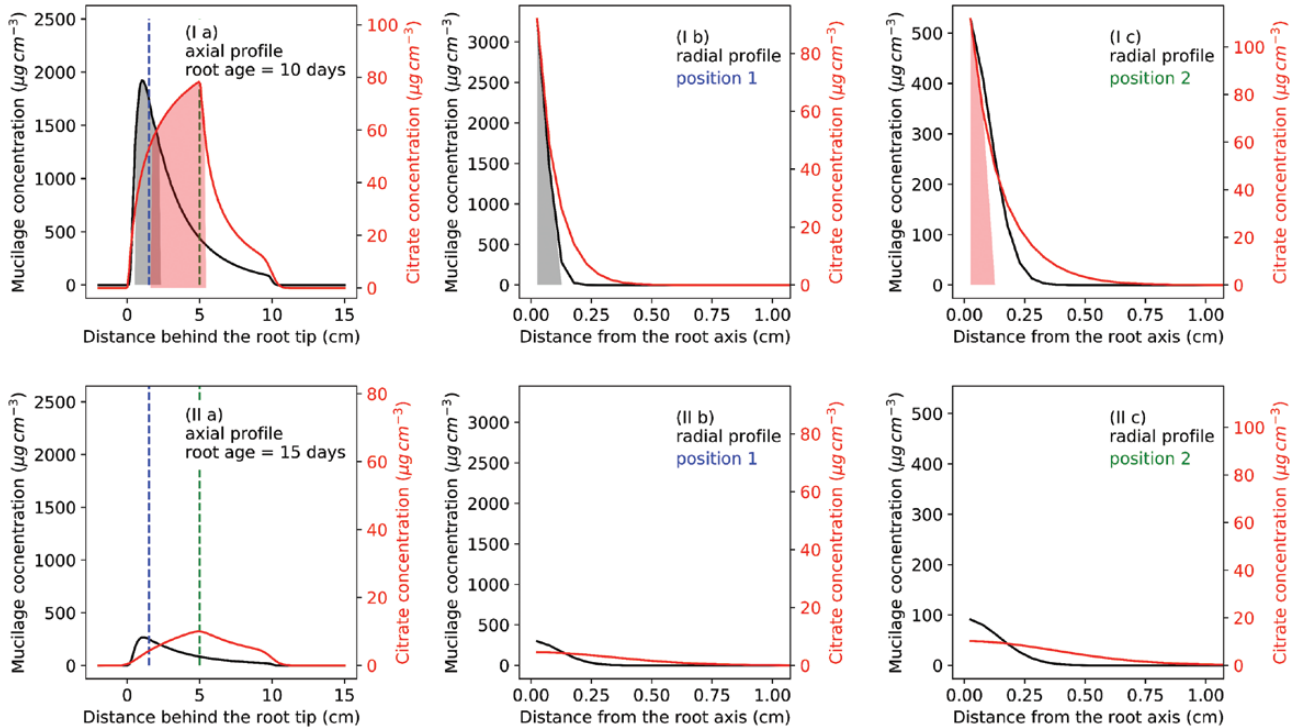 Mucilage concentration (µg cm⁻³)
2500
2000
1500
1000
500
0
(I a)
axial profile
root age = 10 days
100
80
60
40
20
0
Citrate concentration (µg cm⁻³)
0 5 10 15
Distance behind the root tip (cm)
Mucilage cocnentration (µg cm⁻³)
3000
2500
2000
1500
1000
500
0
(I b)
radial profile
position 1
80
60
40
20
0
Citrate concentration (µg cm⁻³)
0.00 0.25 0.50 0.75 1.00
Distance from the root axis (cm)
Mucilage concentration (µg cm⁻³)
500
400
300
200
100
0
(I c)
radial profile
position 2
100
80
60
40
20
0
Citrate concentration (µg cm⁻³)
0.00 0.25 0.50 0.75 1.00
Distance from the root axis (cm)
Mucilage cocnentration (µg cm⁻³)
2500
2000
1500
1000
500
0
(II a)
axial profile
root age = 15 days
80
60
40
20
0
Citrate concentration (µg cm⁻³)
0 5 10 15
Distance behind the root tip (cm)
Mucilage cocnentration (µg cm⁻³)
3000
2500
2000
1500
1000
500
0
(II b)
radial profile
position 1
80
60
40
20
0
Citrate concentration (µg cm⁻³)
0.00 0.25 0.50 0.75 1.00
Distance from the root axis (cm)
Mucilage cocnentration (µg cm⁻³)
500
400
300
200
100
0
(II c)
radial profile
position 2
100
80
60
40
20
0
Citrate concentration (µg cm⁻³)
0.00 0.25 0.50 0.75 1.00
Distance from the root axis (cm)